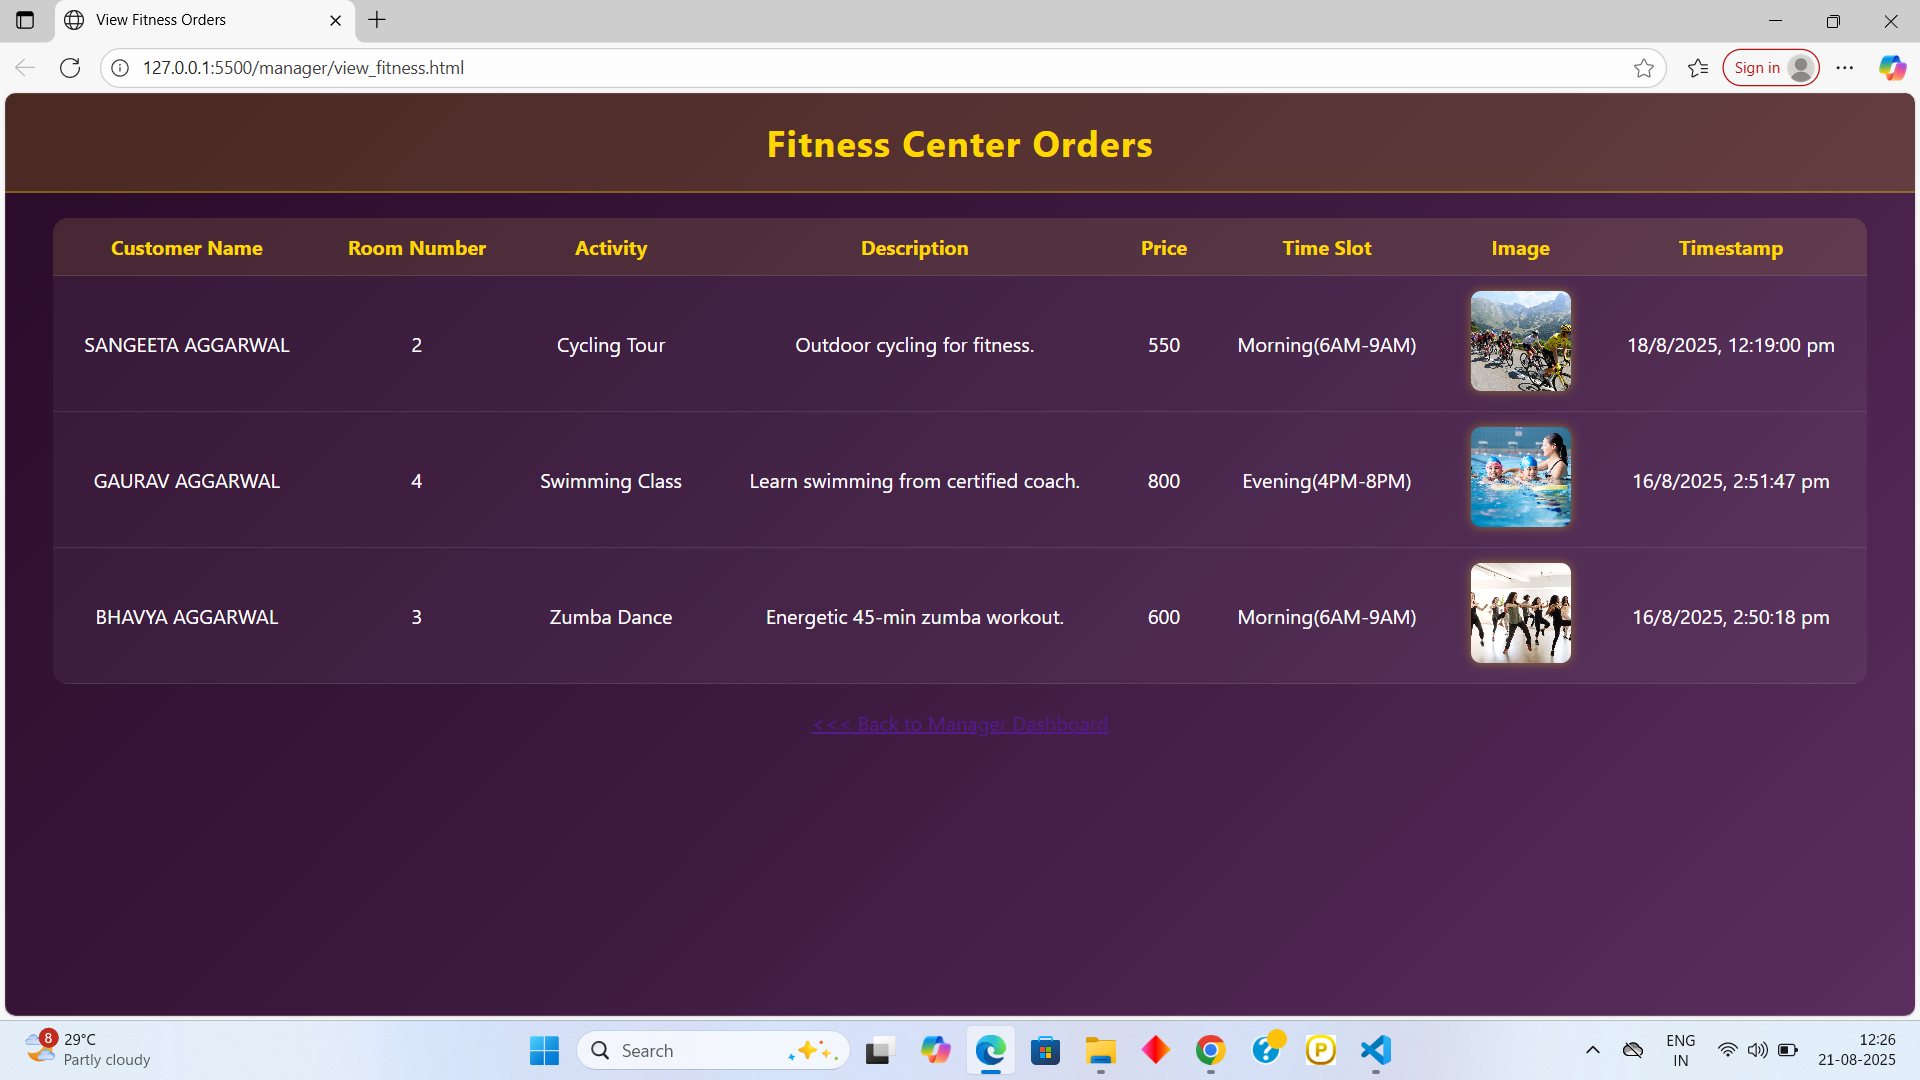 View Fitness Orders
127.0.0.1:5500/manager/view_fitness.html
Sign in
Fitness Center Orders
Customer Name Room Number Activity Description Price Time Slot Image Timestamp
SANGEETA AGGARWAL 2 Cycling Tour Outdoor cycling for fitness. 550 Morning(6AM-9AM) 18/8/2025, 12:19:00 pm
GAURAV AGGARWAL 4 Swimming Class Learn swimming from certified coach. 800 Evening(4PM-8PM) 16/8/2025, 2:51:47 pm
BHAVYA AGGARWAL 3 Zumba Dance Energetic 45-min zumba workout. 600 Morning(6AM-9AM) 16/8/2025, 2:50:18 pm
<<< Back to Manager Dashboard
8
29°C
Partly cloudy
Search
?
P
ENG
IN
12:26
21-08-2025